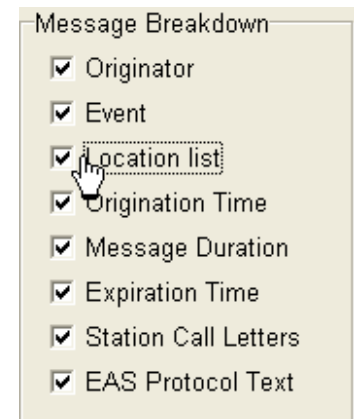 Message Breakdown
Originator
Event
Location list
Origination Time
Message Duration
Expiration Time
Station Call Letters
EAS Protocol Text